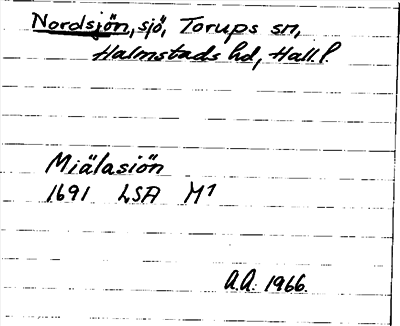 Nordsjön, sjö, Torups sn,
Halmstads hd, Hall. l.
Miälasiön
1691 LSA M1
A.A. 1966.